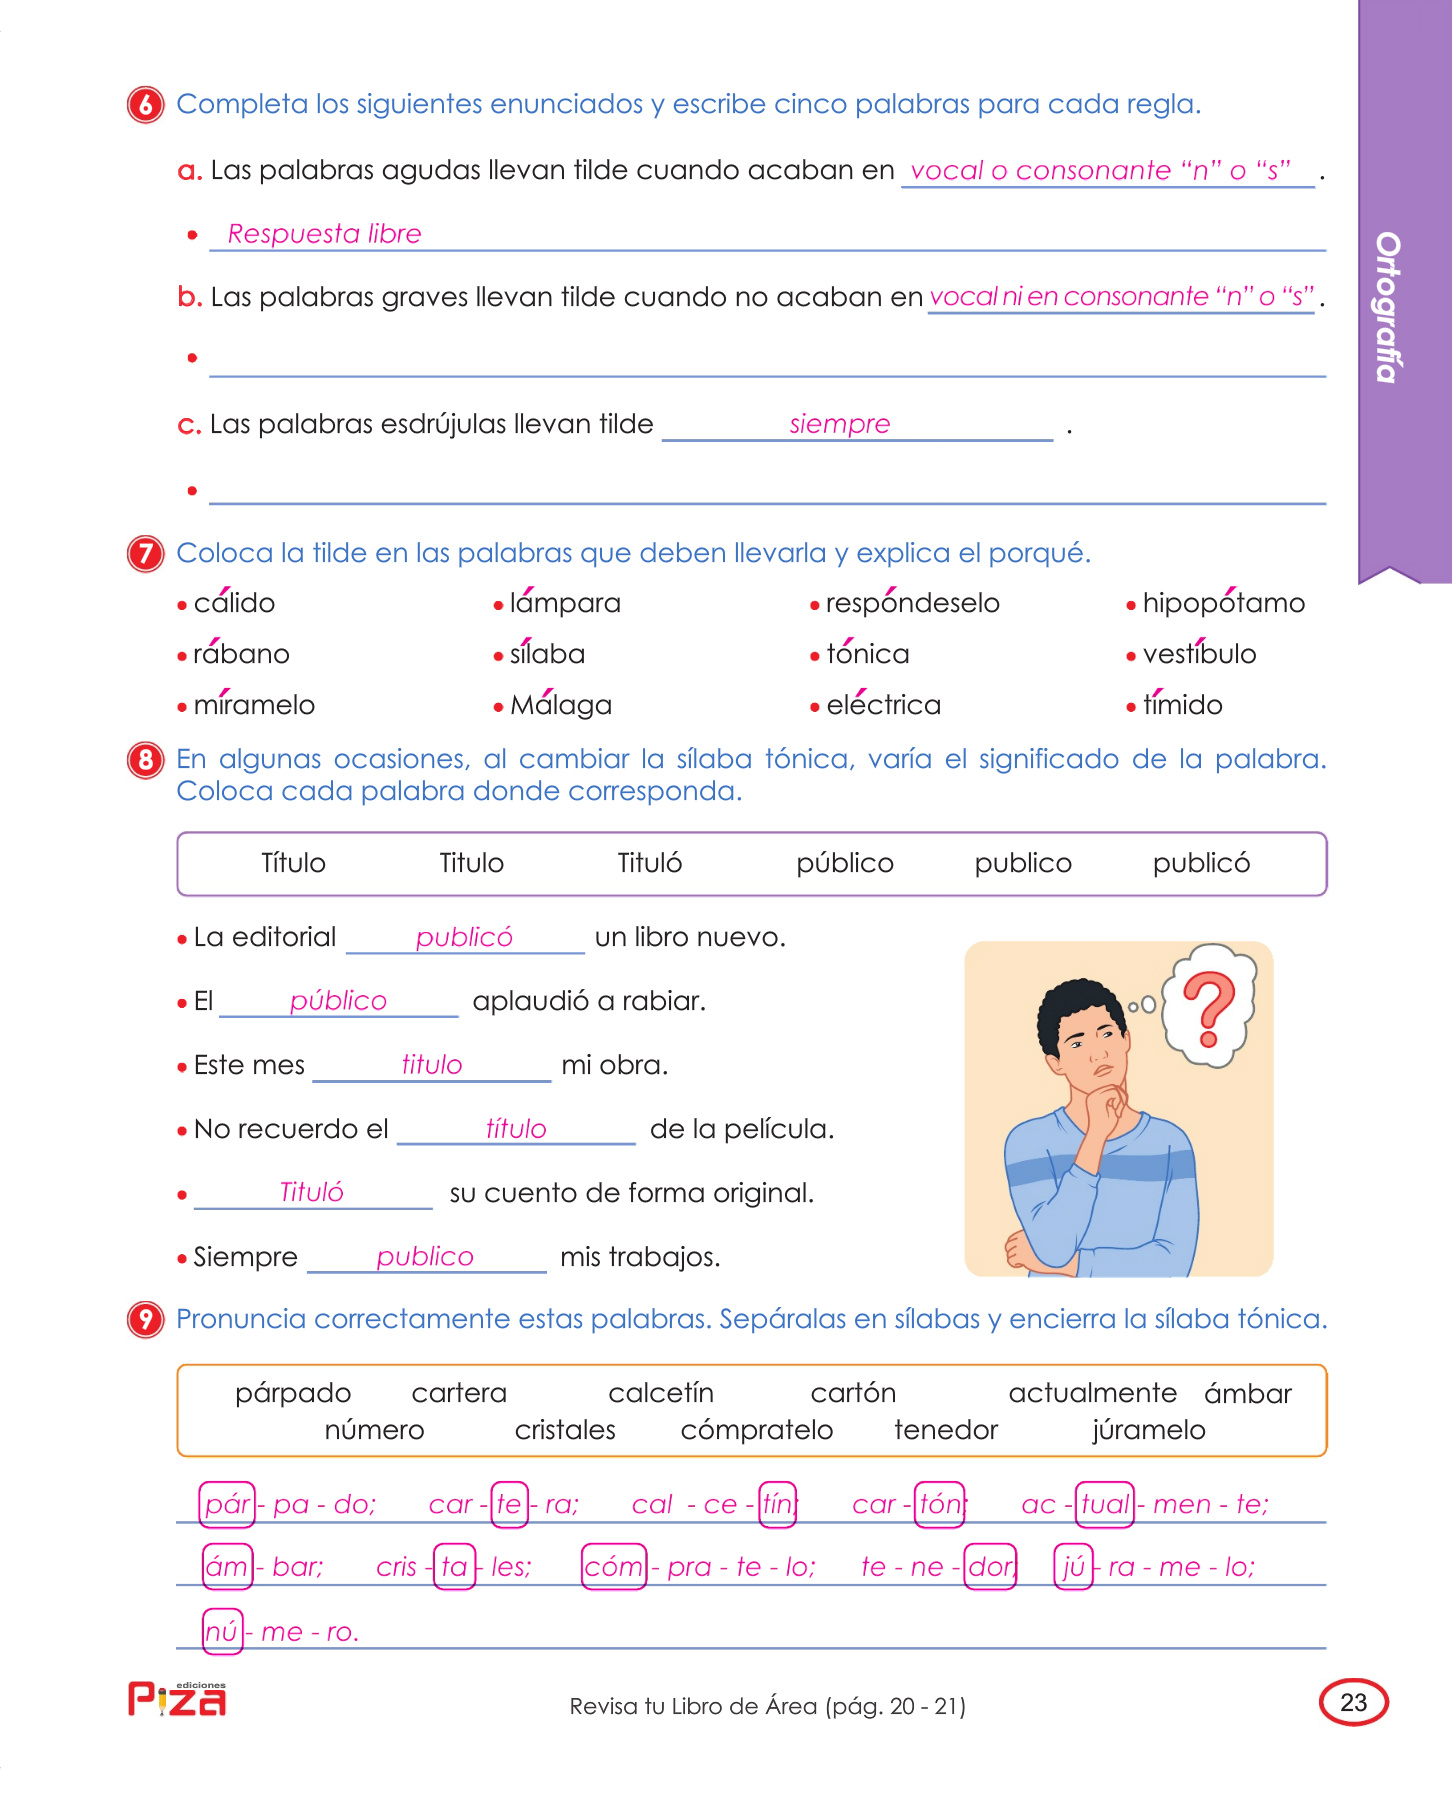 6 Completa los siguientes enunciados y escribe cinco palabras para cada regla.
a. Las palabras agudas llevan tilde cuando acaban en vocal o consonante “n” o “s” .
• Respuesta libre
b. Las palabras graves llevan tilde cuando no acaban en vocal ni en consonante “n” o “s” .
•
c. Las palabras esdrújulas llevan tilde siempre .
•
Ortografía
7 Coloca la tilde en las palabras que deben llevarla y explica el porqué.
• cálido • lámpara • respóndeselo • hipopótamo
• rábano • sílaba • tónica • vestíbulo
• míramelo • Málaga • eléctrica • tímido
8 En algunas ocasiones, al cambiar la sílaba tónica, varía el significado de la palabra.
Coloca cada palabra donde corresponda.
Título Titulo Tituló público publico publicó
• La editorial publicó un libro nuevo.
• El público aplaudió a rabiar.
• Este mes titulo mi obra.
• No recuerdo el título de la película.
• Tituló su cuento de forma original.
• Siempre publico mis trabajos.
?
9 Pronuncia correctamente estas palabras. Sepáralas en sílabas y encierra la sílaba tónica.
párpado cartera calcetín cartón actualmente ámbar
número cristales cómpratelo tenedor júramelo
pár - pa - do; car - te - ra; cal - ce - tín; car - tón; ac - tual - men - te;
ám - bar; cris - ta - les; cóm - pra - te - lo; te - ne - dor; jú - ra - me - lo;
nú - me - ro.
ediciones
Piza
Revisa tu Libro de Área (pág. 20 - 21)
23